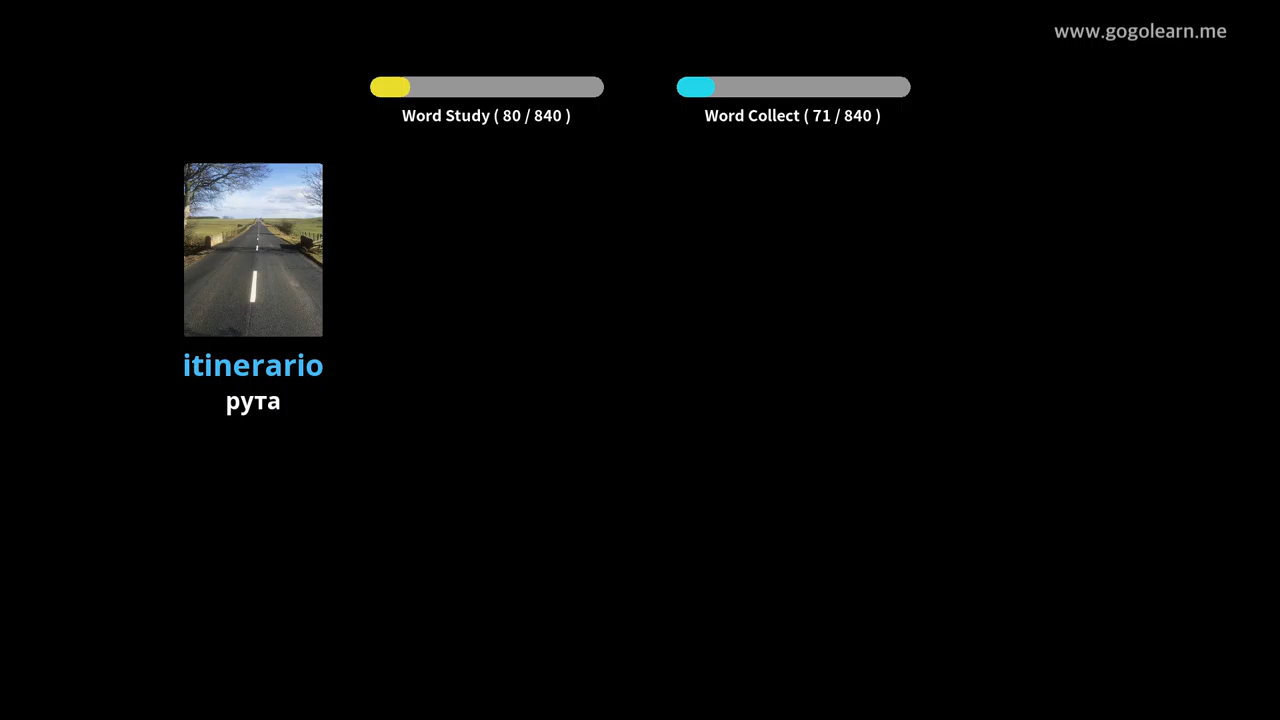 www.gogolearn.me
Word Study ( 80 / 840 )
Word Collect ( 71 / 840 )
itinerario
рута